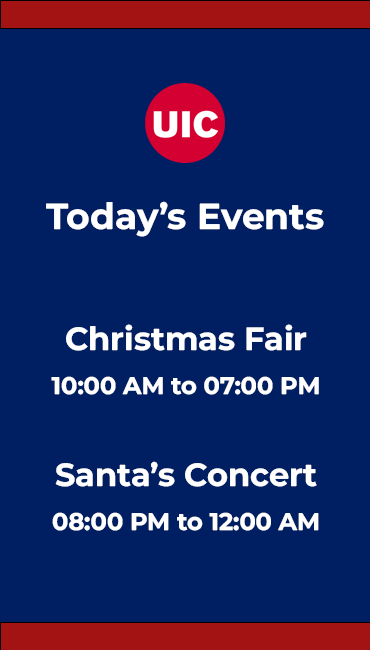 UIC
Today's Events
Christmas Fair
10:00 AM to 07:00 PM
Santa's Concert
08:00 PM to 12:00 AM